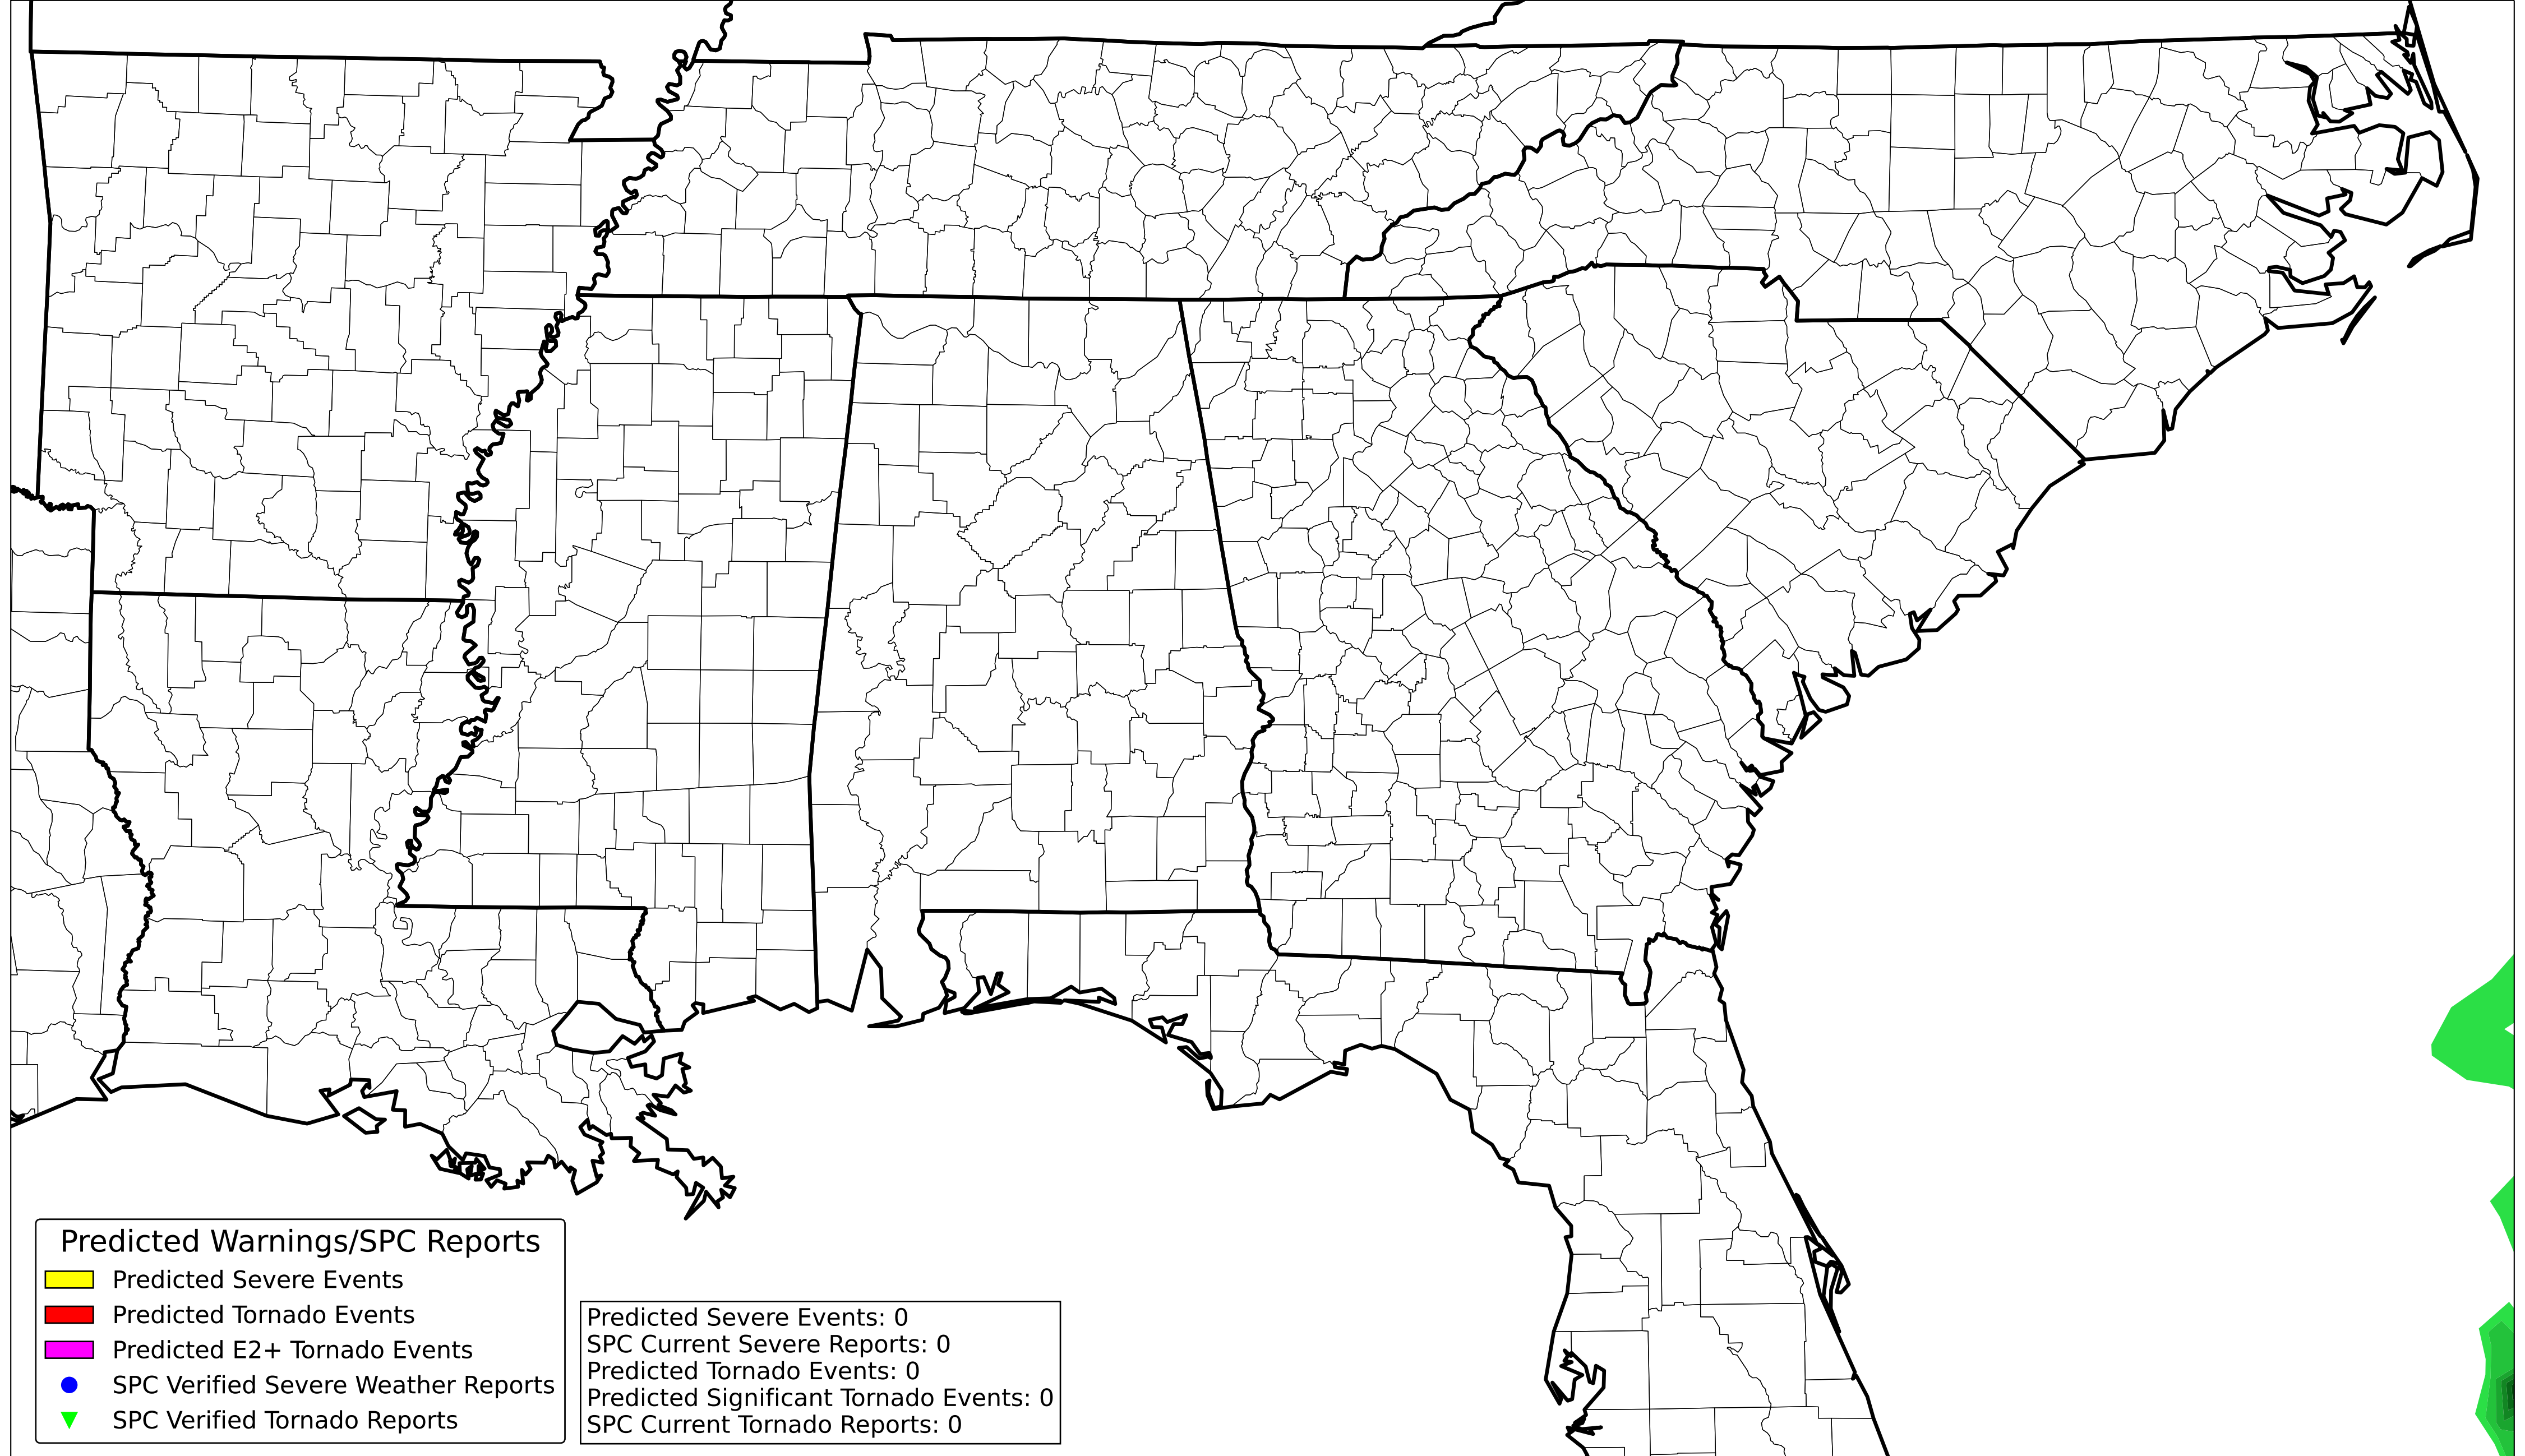 Predicted Warnings/SPC Reports
Predicted Severe Events
Predicted Tornado Events
Predicted E2+ Tornado Events
SPC Verified Severe Weather Reports
SPC Verified Tornado Reports
Predicted Severe Events: 0
SPC Current Severe Reports: 0
Predicted Tornado Events: 0
Predicted Significant Tornado Events: 0
SPC Current Tornado Reports: 0